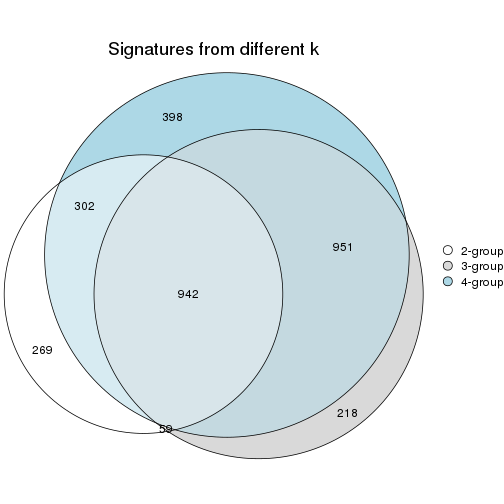 Signatures from different k
398
302
951
942
269
59
218
2-group
3-group
4-group